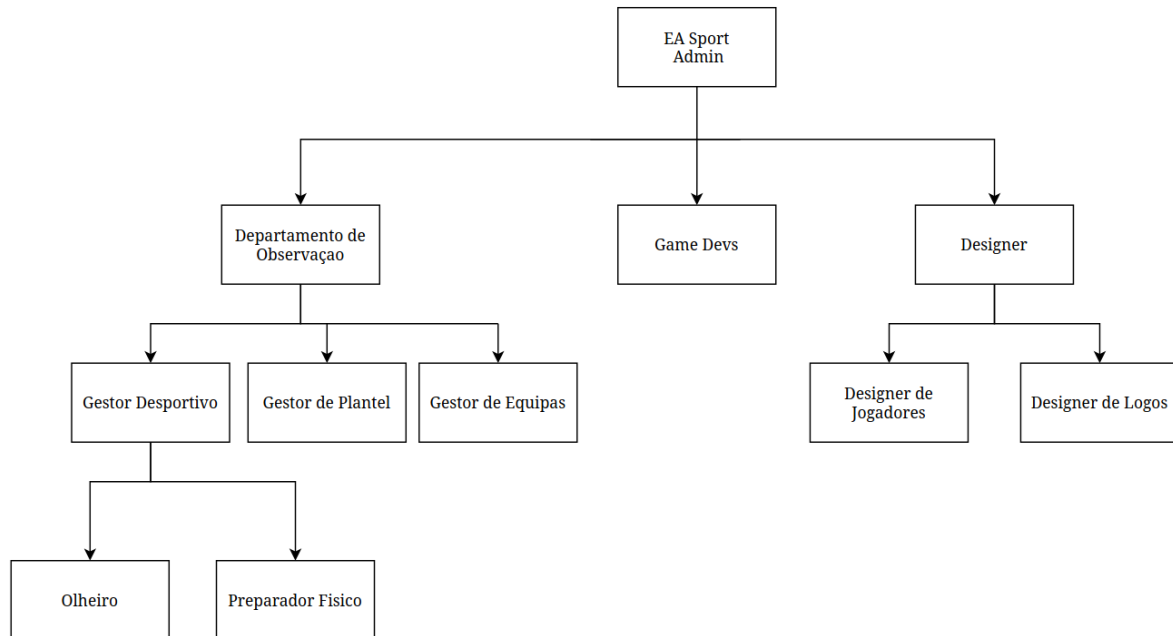 EA Sport
Admin
Departamento de
Observaçao
Game Devs
Designer
Gestor Desportivo
Gestor de Plantel
Gestor de Equipas
Designer de
Jogadores
Designer de Logos
Olheiro
Preparador Fisico